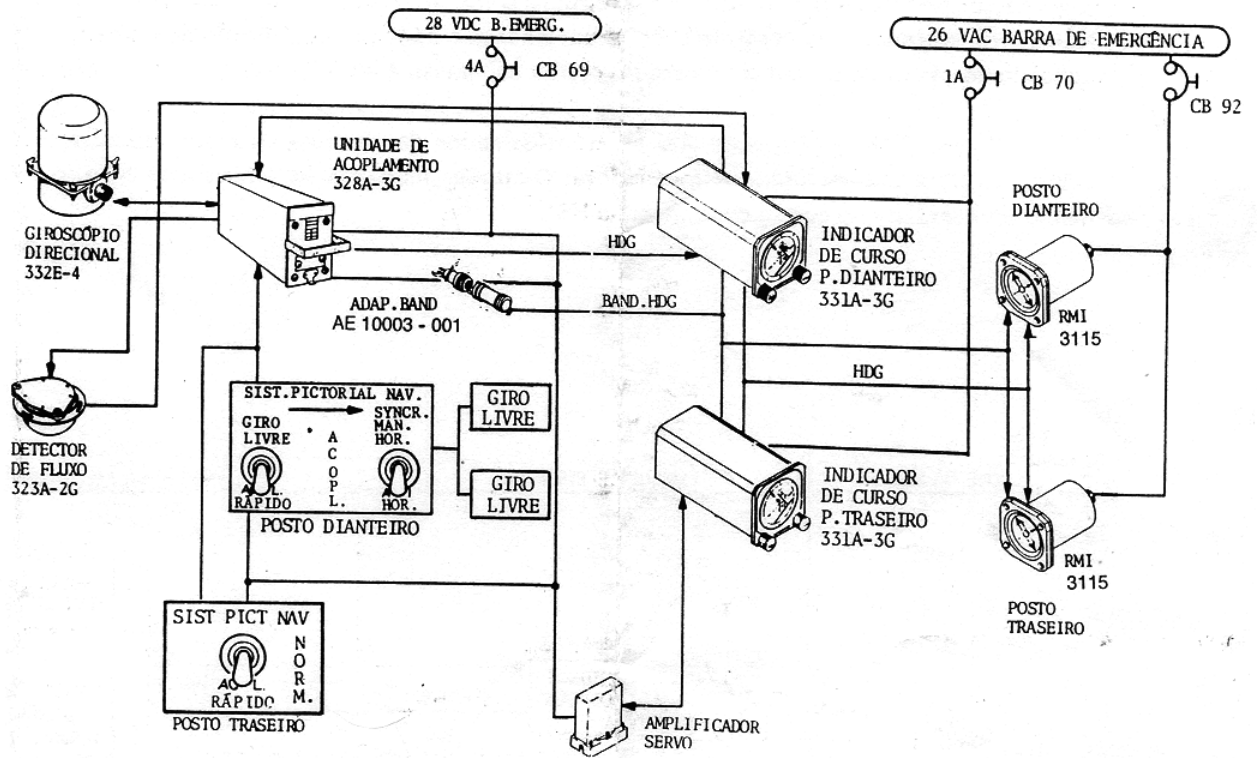 28 VDC B.EMERG.
4A
CB 69
26 VAC BARRA DE EMERGÊNCIA
1A
CB 70
CB 92
UNIDADE DE
ACOPLAMENTO
328A-3G
GIROSCÓPIO
DIRECIONAL
332E-4
HDG
ADAP.BAND
AE 10003 - 001
BAND.HDG
INDICADOR
DE CURSO
P.DIANTEIRO
331A-3G
POSTO
DIANTEIRO
RMI
3115
HDG
DETECTOR
DE FLUXO
323A-2G
SIST.PICTORIAL NAV.
GIRO
LIVRE
ACOPL.
SYNCR.
MAN.
HOR.
RÁPIDO
HOR.
POSTO DIANTEIRO
GIRO
LIVRE
GIRO
LIVRE
INDICADOR
DE CURSO
P.TRASEIRO
331A-3G
RMI
3115
POSTO
TRASEIRO
SIST PICT NAV
NORM.
RÁPIDO
POSTO TRASEIRO
AMPLIFICADOR
SERVO